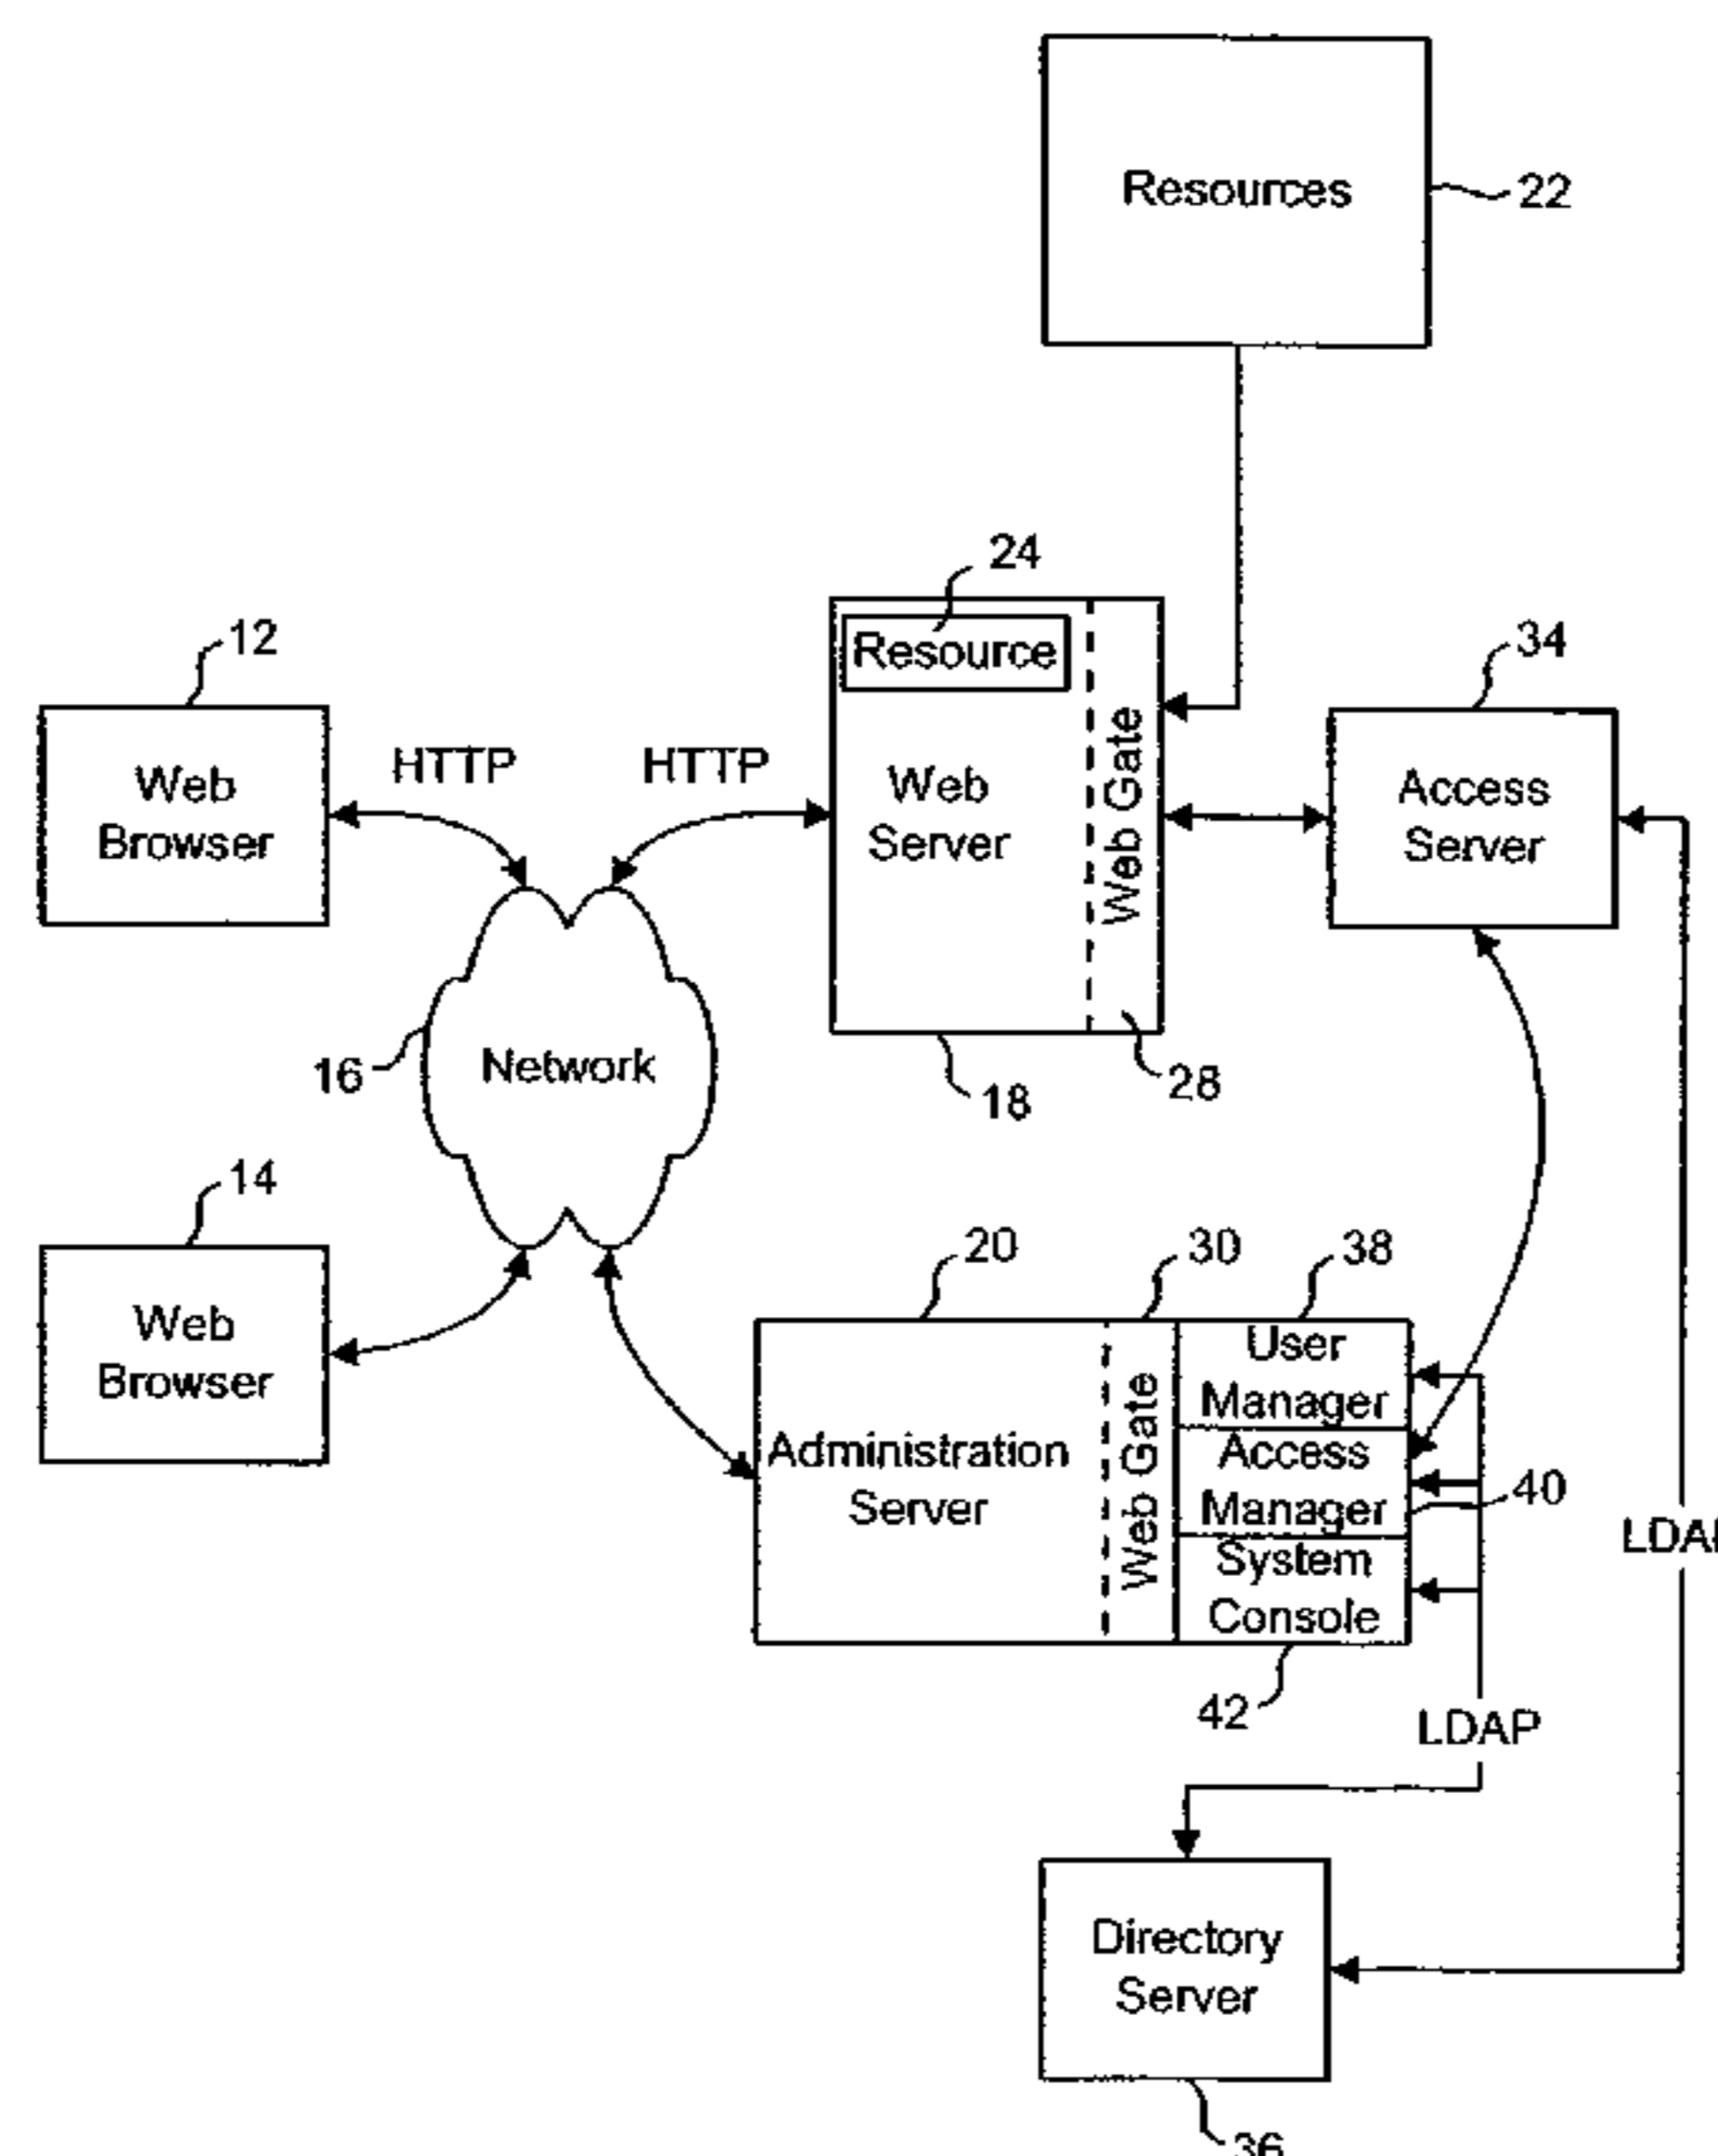 Resources
22
24
Resource
12
34
Web
Browser
HTTP
HTTP
Web
Server
Web Gate
Access
Server
16
Network
18
28
14
20
30
38
Web
Browser
Administration
Server
Web Gate
User
Manager
Access
Manager
40
System
Console
42
LDAP
LDA
Directory
Server
36